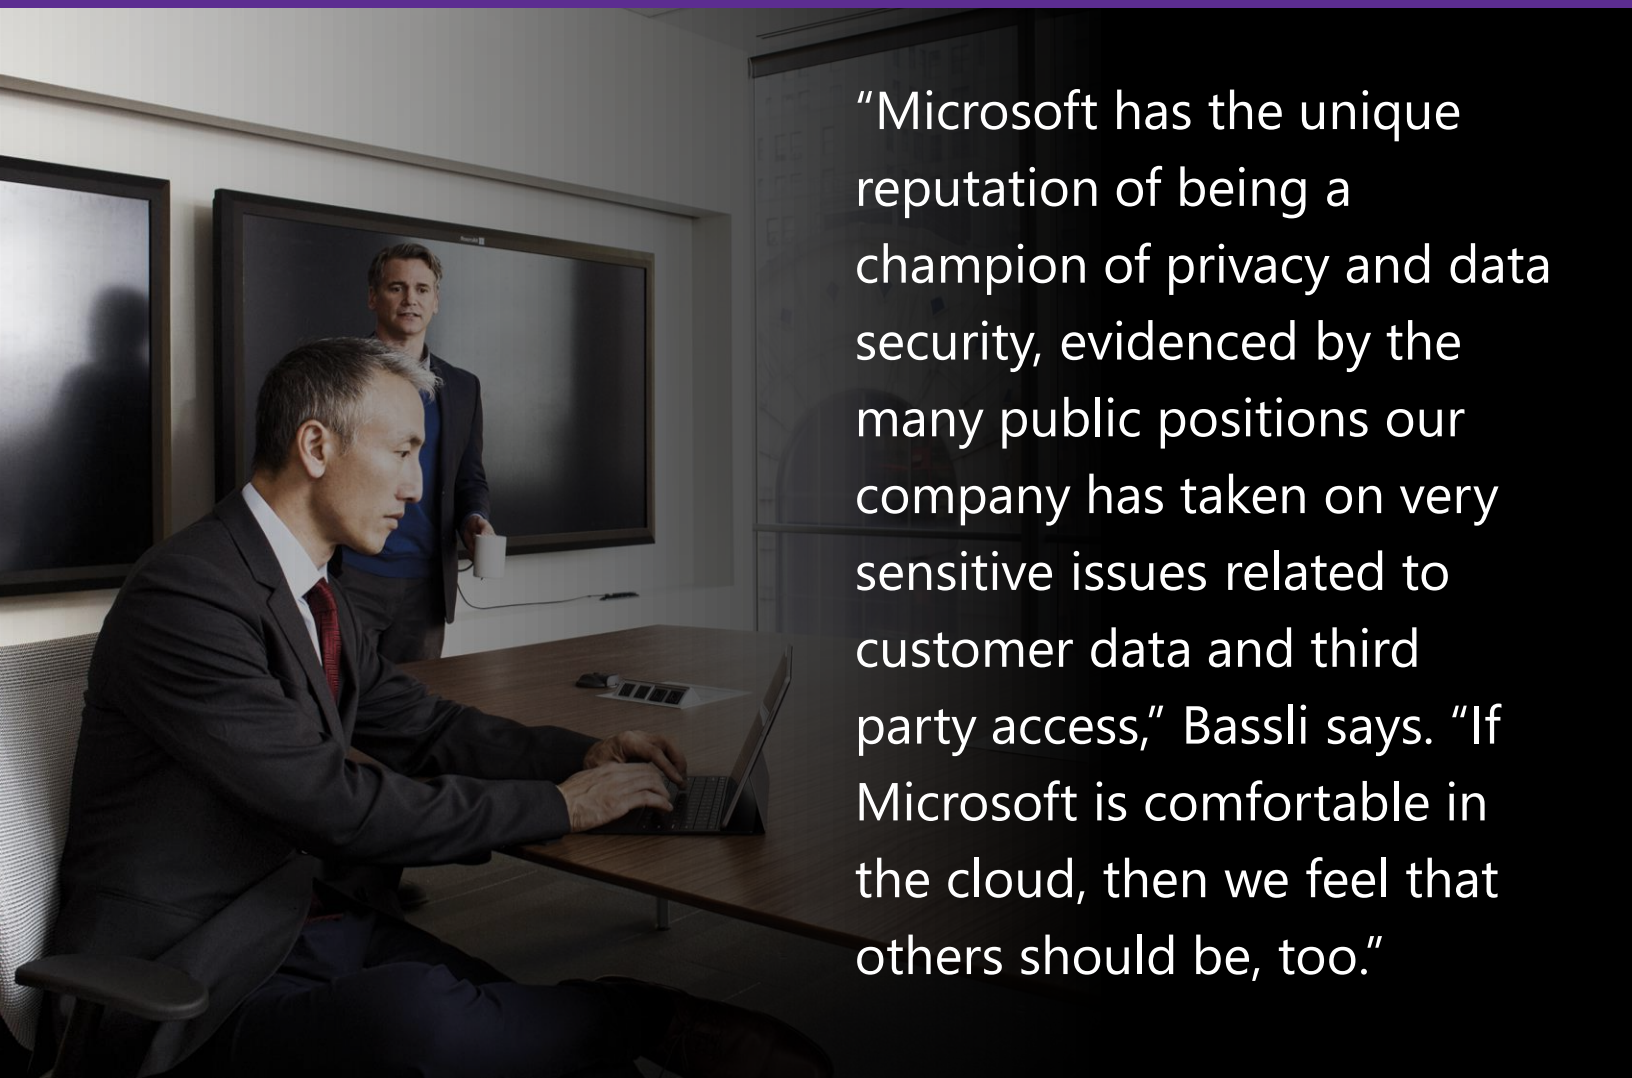 “Microsoft has the unique
reputation of being a
champion of privacy and data
security, evidenced by the
many public positions our
company has taken on very
sensitive issues related to
customer data and third
party access,” Bassli says. “If
Microsoft is comfortable in
the cloud, then we feel that
others should be, too.”